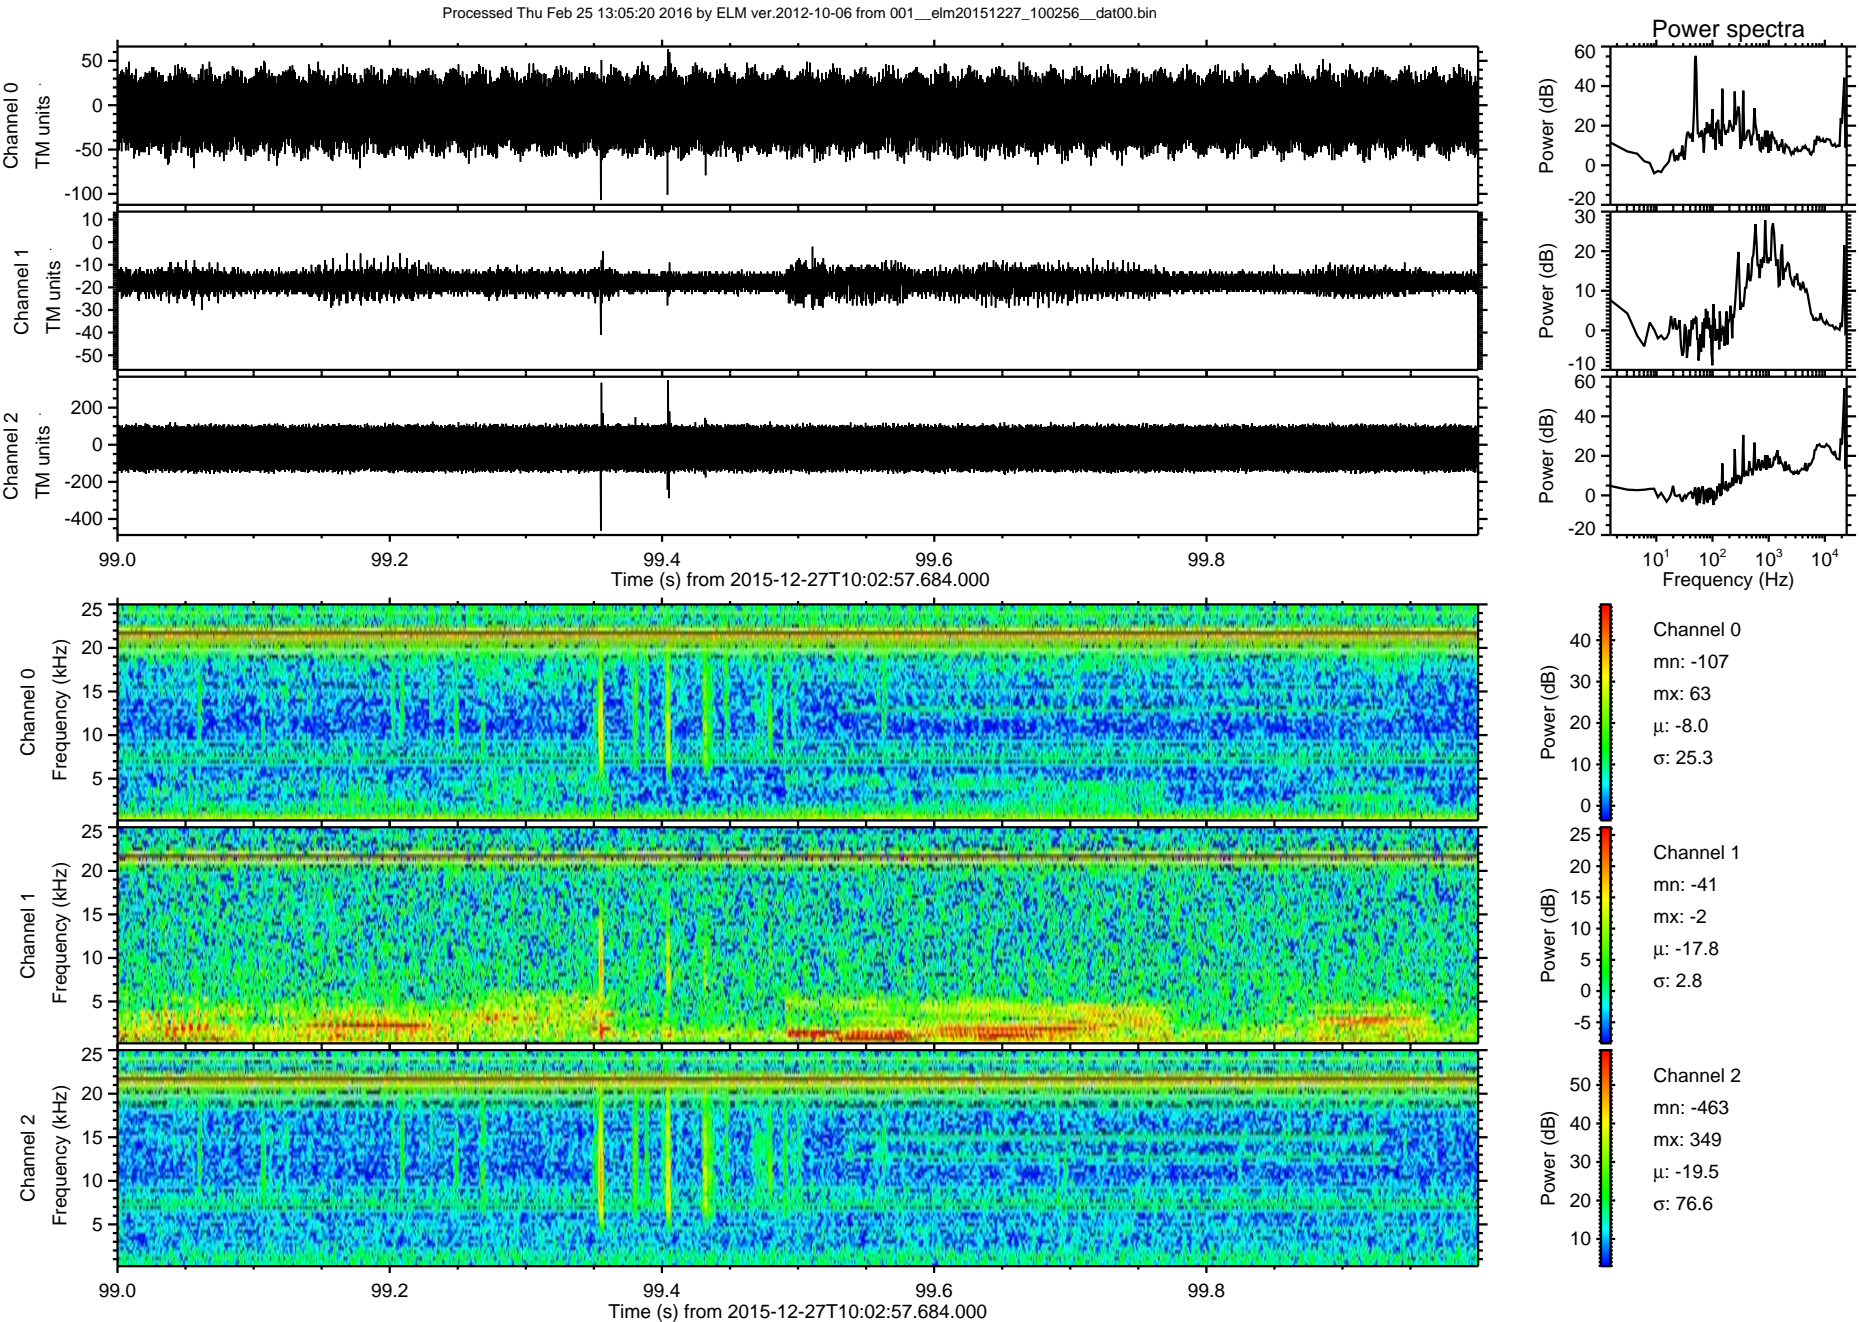 Processed Thu Feb 25 13:05:20 2016 by ELM ver.2012-10-06 from 001__elm20151227_100256__dat00.bin
Power spectra
Channel 0
TM units
50
0
-50
-100
Power (dB)
60
40
20
0
-20
Channel 1
TM units
10
0
-10
-20
-30
-40
-50
Power (dB)
30
20
10
0
-10
Channel 2
TM units
200
0
-200
-400
Power (dB)
60
40
20
0
-20
99.0 99.2 99.4 99.6 99.8
Time (s) from 2015-12-27T10:02:57.684.000
10¹ 10² 10³ 10⁴
Frequency (Hz)
Channel 0
Frequency (kHz)
25
20
15
10
5
Power (dB)
40
30
20
10
0
Channel 0
mn: -107
mx: 63
μ: -8.0
σ: 25.3
Channel 1
Frequency (kHz)
25
20
15
10
5
Power (dB)
25
20
15
10
5
0
-5
Channel 1
mn: -41
mx: -2
μ: -17.8
σ: 2.8
Channel 2
Frequency (kHz)
25
20
15
10
5
Power (dB)
50
40
30
20
10
Channel 2
mn: -463
mx: 349
μ: -19.5
σ: 76.6
99.0 99.2 99.4 99.6 99.8
Time (s) from 2015-12-27T10:02:57.684.000